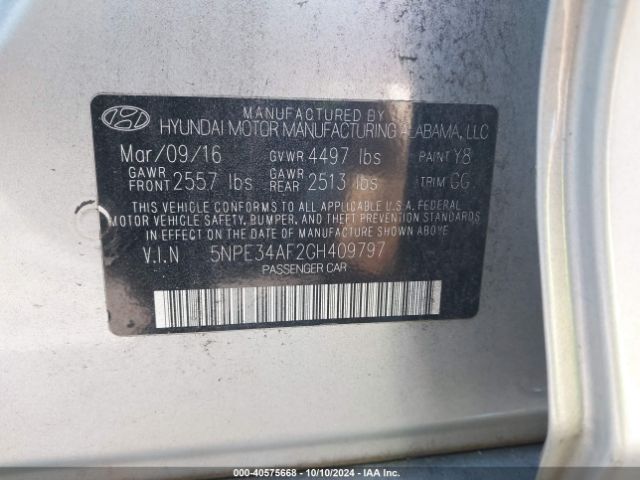 MANUFACTURED BY
HYUNDAI MOTOR MANUFACTURING ALABAMA, LLC
Mar/09/16 GVWR 4497 lbs PAINT Y8
GAWR FRONT 2557 lbs GAWR REAR 2513 lbs TRIM GG
THIS VEHICLE CONFORMS TO ALL APPLICABLE U.S.A. FEDERAL
MOTOR VEHICLE SAFETY, BUMPER, AND THEFT PREVENTION STANDARDS
IN EFFECT ON THE DATE OF MANUFACTURE SHOWN ABOVE
V.I.N 5NPE34AF2GH409797
PASSENGER CAR
000-40575668 | 10/10/2024 | IAA Inc.